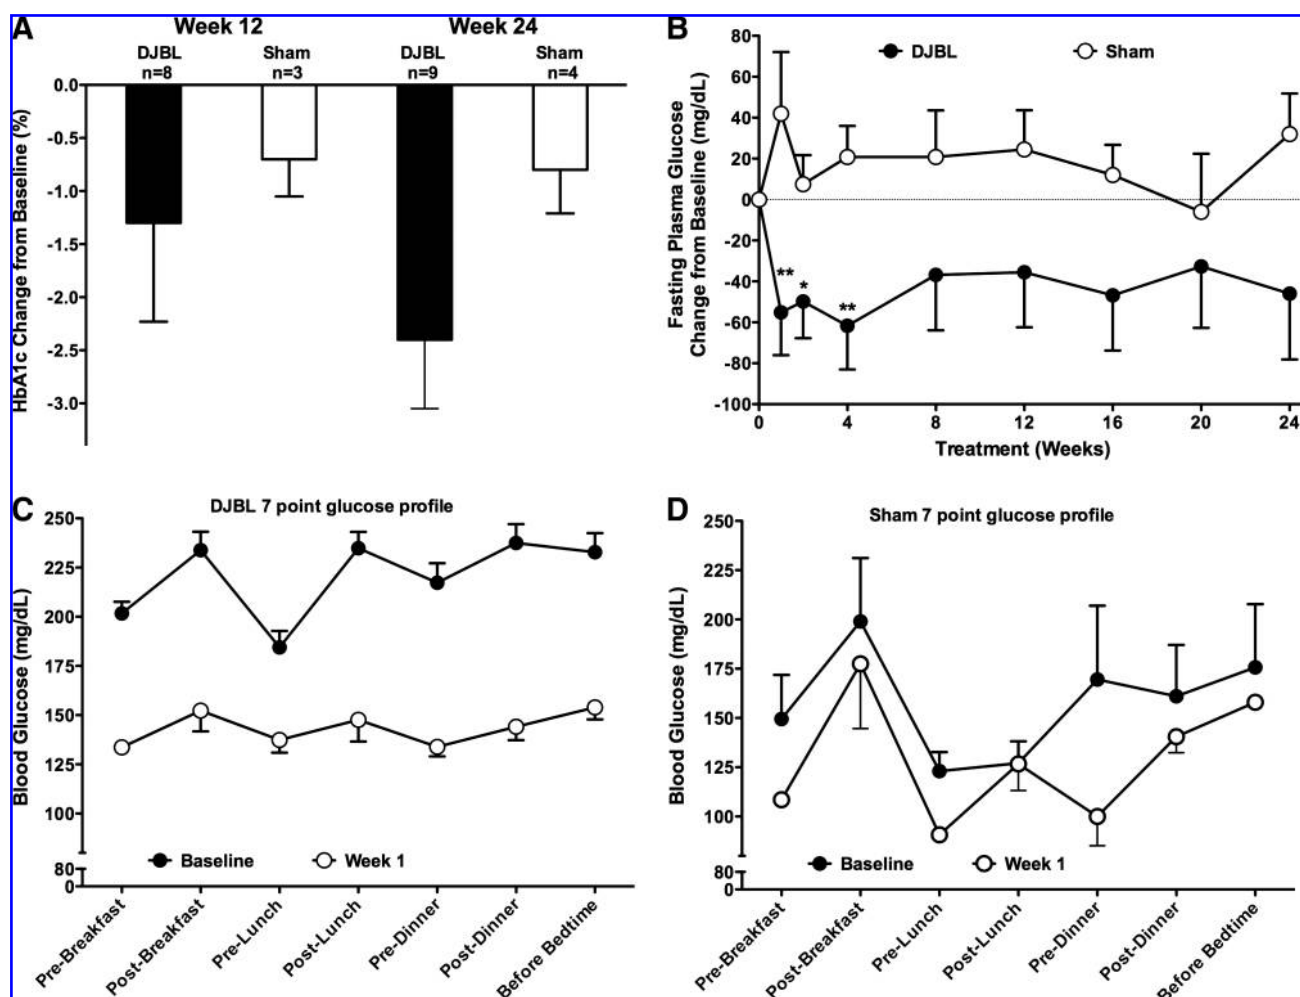 A
Week 12
Week 24
DJBL
n=8
Sham
n=3
DJBL
n=9
Sham
n=4
HbA1c Change from Baseline (%)
0.0
-0.5
-1.0
-1.5
-2.0
-2.5
-3.0
B
DJBL
Sham
Fasting Plasma Glucose
Change from Baseline (mg/dL)
80
60
40
20
0
-20
-40
-60
-80
-100
**
*
**
0
4
8
12
16
20
24
Treatment (Weeks)
C
DJBL 7 point glucose profile
Blood Glucose (mg/dL)
250
225
200
175
150
125
100
80
0
Baseline
Week 1
Pre-Breakfast
Post-Breakfast
Pre-Lunch
Post-Lunch
Pre-Dinner
Post-Dinner
Before Bedtime
D
Sham 7 point glucose profile
Blood Glucose (mg/dL)
250
225
200
175
150
125
100
80
0
Baseline
Week 1
Pre-Breakfast
Post-Breakfast
Pre-Lunch
Post-Lunch
Pre-Dinner
Post-Dinner
Before Bedtime